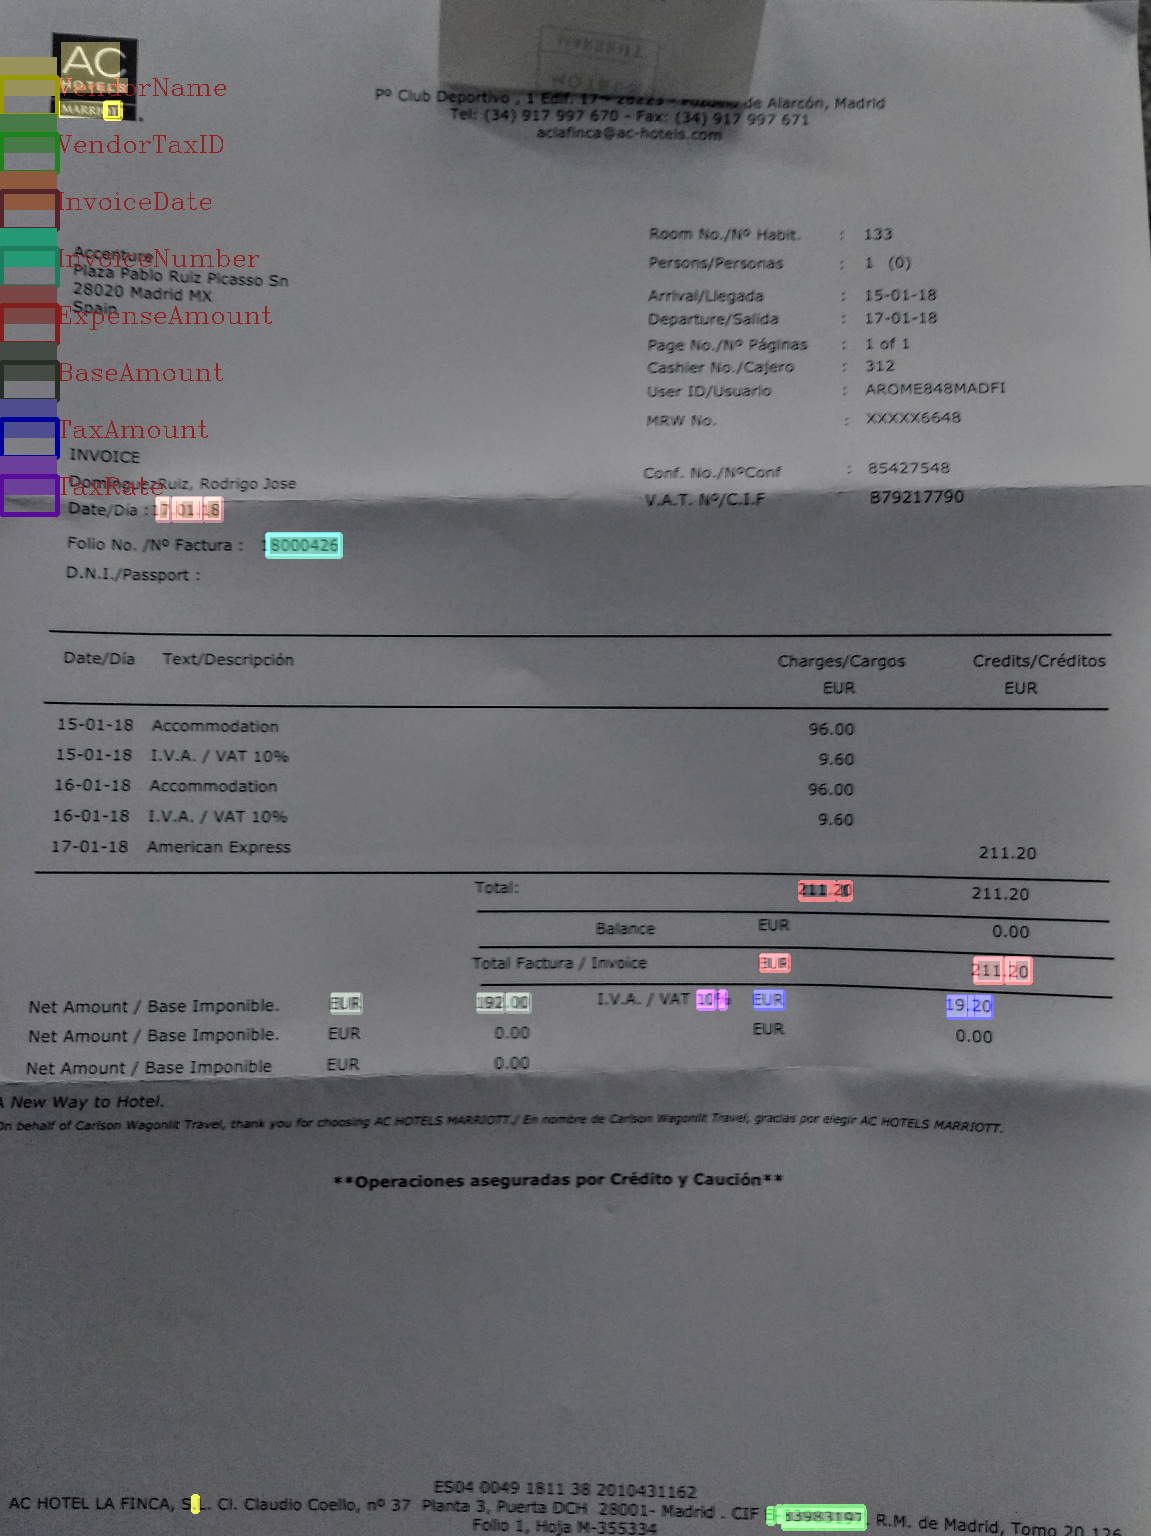 AC
HOTELS
MARRIOTT
VendorName
VendorTaxID
InvoiceDate
InvoiceNumber
ExpenseAmount
BaseAmount
TaxAmount
TaxRate
Pº Club Deportivo , 1 Edif. 17 - de Alarcón, Madrid
Tel: (34) 917 997 670 - Fax: (34) 917 997 671
aclafinca@ac-hotels.com
Accenture
Plaza Pablo Ruiz Picasso Sn
28020 Madrid MX
Spain
Room No./Nº Habit. : 133
Persons/Personas : 1 (0)
Arrival/Llegada : 15-01-18
Departure/Salida : 17-01-18
Page No./Nº Páginas : 1 of 1
Cashier No./Cajero : 312
User ID/Usuario : AROME848MADFI
MRW No. : XXXXX6648
Conf. No./NºConf : 85427548
V.A.T. Nº/C.I.F B79217790
INVOICE
DominguezRuiz, Rodrigo Jose
Date/Día : 17.01.18
Folio No. /Nº Factura : 18000426
D.N.I./Passport :
Date/Día Text/Descripción Charges/Cargos Credits/Créditos
EUR EUR
15-01-18 Accommodation 96.00
15-01-18 I.V.A. / VAT 10% 9.60
16-01-18 Accommodation 96.00
16-01-18 I.V.A. / VAT 10% 9.60
17-01-18 American Express 211.20
Total: 211.20 211.20
Balance EUR 0.00
Total Factura / Invoice EUR 211.20
Net Amount / Base Imponible. EUR 192.00 I.V.A. / VAT 10% EUR 19.20
Net Amount / Base Imponible. EUR 0.00 EUR 0.00
Net Amount / Base Imponible EUR 0.00
A New Way to Hotel.
On behalf of Carlson Wagonlit Travel, thank you for choosing AC HOTELS MARRIOTT./ En nombre de Carlson Wagonlit Travel, gracias por elegir AC HOTELS MARRIOTT.
**Operaciones aseguradas por Crédito y Caución**
ES04 0049 1811 38 2010431162
AC HOTEL LA FINCA, S.L. Cl. Claudio Coello, nº 37 Planta 3, Puerta DCH 28001- Madrid . CIF R.M. de Madrid, Tomo 20.126
Folio 1, Hoja M-355334